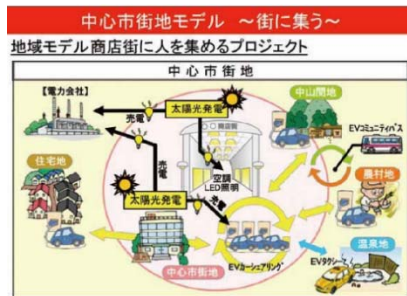 中心市街地モデル ～街に集う～
地域モデル商店街に人を集めるプロジェクト
中心市街地
【電力会社】
売電
太陽光発電
中山間地
EVコミュニティバス
住宅地
売電
空調
LED照明
農村地
太陽光発電
充電
温泉地
中心市街地
EVカーシェアリング
EVタクシー